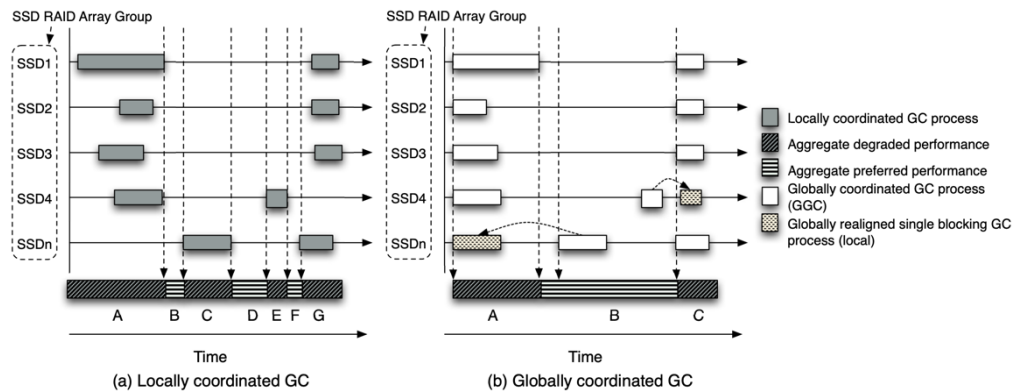 SSD RAID Array Group
SSD1
SSD2
SSD3
SSD4
SSDn
A B C D E F G
Time
(a) Locally coordinated GC
SSD RAID Array Group
SSD1
SSD2
SSD3
SSD4
SSDn
A B C
Time
(b) Globally coordinated GC
Locally coordinated GC process
Aggregate degraded performance
Aggregate preferred performance
Globally coordinated GC process
(GGC)
Globally realigned single blocking GC
process (local)